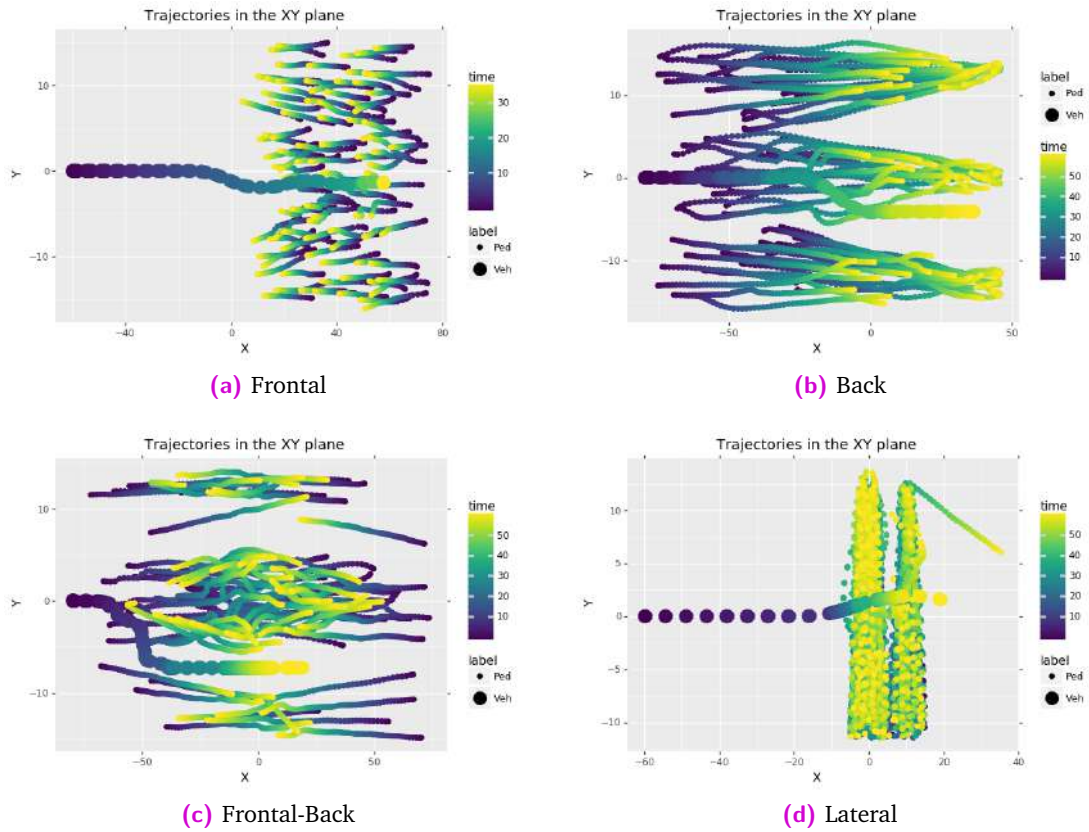 Trajectories in the XY plane
10
0
−10
Y
−40
0
40
80
X
time
30
20
10
label
Ped
Veh
(a) Frontal
Trajectories in the XY plane
10
0
−10
Y
−50
0
50
X
label
Ped
Veh
time
50
40
30
20
10
(b) Back
Trajectories in the XY plane
10
0
−10
Y
−50
0
50
X
time
50
40
30
20
10
label
Ped
Veh
(c) Frontal-Back
Trajectories in the XY plane
10
5
0
−5
−10
Y
−60
−40
−20
0
20
40
X
time
50
40
30
20
10
label
Ped
Veh
(d) Lateral